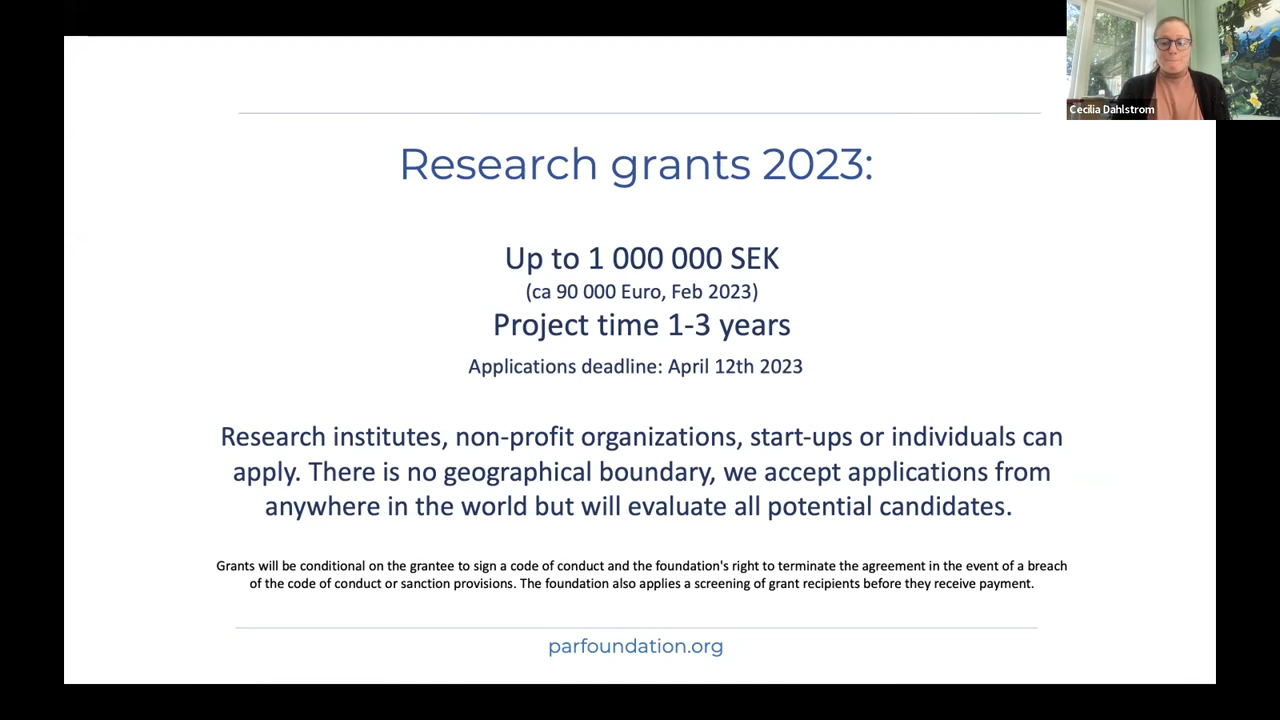 Cecilia Dahlstrom
Research grants 2023:
Up to 1 000 000 SEK
(ca 90 000 Euro, Feb 2023)
Project time 1-3 years
Applications deadline: April 12th 2023
Research institutes, non-profit organizations, start-ups or individuals can
apply. There is no geographical boundary, we accept applications from
anywhere in the world but will evaluate all potential candidates.
Grants will be conditional on the grantee to sign a code of conduct and the foundation's right to terminate the agreement in the event of a breach
of the code of conduct or sanction provisions. The foundation also applies a screening of grant recipients before they receive payment.
parfoundation.org